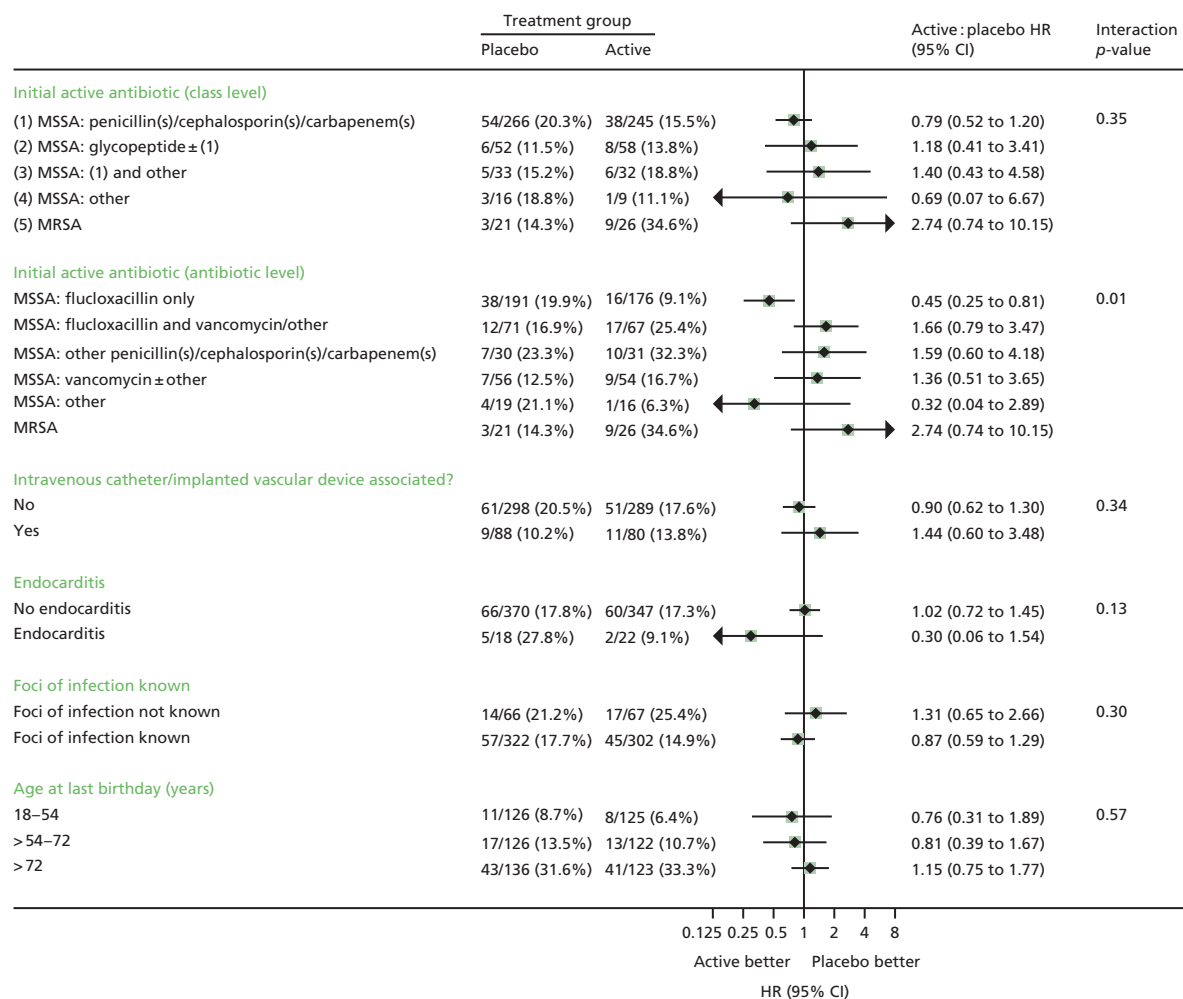 Treatment group
Placebo Active
Active : placebo HR (95% CI)
Interaction p-value
Initial active antibiotic (class level)
(1) MSSA: penicillin(s)/cephalosporin(s)/carbapenem(s) 54/266 (20.3%) 38/245 (15.5%) 0.79 (0.52 to 1.20) 0.35
(2) MSSA: glycopeptide ± (1) 6/52 (11.5%) 8/58 (13.8%) 1.18 (0.41 to 3.41)
(3) MSSA: (1) and other 5/33 (15.2%) 6/32 (18.8%) 1.40 (0.43 to 4.58)
(4) MSSA: other 3/16 (18.8%) 1/9 (11.1%) 0.69 (0.07 to 6.67)
(5) MRSA 3/21 (14.3%) 9/26 (34.6%) 2.74 (0.74 to 10.15)
Initial active antibiotic (antibiotic level)
MSSA: flucloxacillin only 38/191 (19.9%) 16/176 (9.1%) 0.45 (0.25 to 0.81) 0.01
MSSA: flucloxacillin and vancomycin/other 12/71 (16.9%) 17/67 (25.4%) 1.66 (0.79 to 3.47)
MSSA: other penicillin(s)/cephalosporin(s)/carbapenem(s) 7/30 (23.3%) 10/31 (32.3%) 1.59 (0.60 to 4.18)
MSSA: vancomycin ± other 7/56 (12.5%) 9/54 (16.7%) 1.36 (0.51 to 3.65)
MSSA: other 4/19 (21.1%) 1/16 (6.3%) 0.32 (0.04 to 2.89)
MRSA 3/21 (14.3%) 9/26 (34.6%) 2.74 (0.74 to 10.15)
Intravenous catheter/implanted vascular device associated?
No 61/298 (20.5%) 51/289 (17.6%) 0.90 (0.62 to 1.30) 0.34
Yes 9/88 (10.2%) 11/80 (13.8%) 1.44 (0.60 to 3.48)
Endocarditis
No endocarditis 66/370 (17.8%) 60/347 (17.3%) 1.02 (0.72 to 1.45) 0.13
Endocarditis 5/18 (27.8%) 2/22 (9.1%) 0.30 (0.06 to 1.54)
Foci of infection known
Foci of infection not known 14/66 (21.2%) 17/67 (25.4%) 1.31 (0.65 to 2.66) 0.30
Foci of infection known 57/322 (17.7%) 45/302 (14.9%) 0.87 (0.59 to 1.29)
Age at last birthday (years)
18–54 11/126 (8.7%) 8/125 (6.4%) 0.76 (0.31 to 1.89) 0.57
> 54–72 17/126 (13.5%) 13/122 (10.7%) 0.81 (0.39 to 1.67)
> 72 43/136 (31.6%) 41/123 (33.3%) 1.15 (0.75 to 1.77)
0.125 0.25 0.5 1 2 4 8
Active better Placebo better
HR (95% CI)